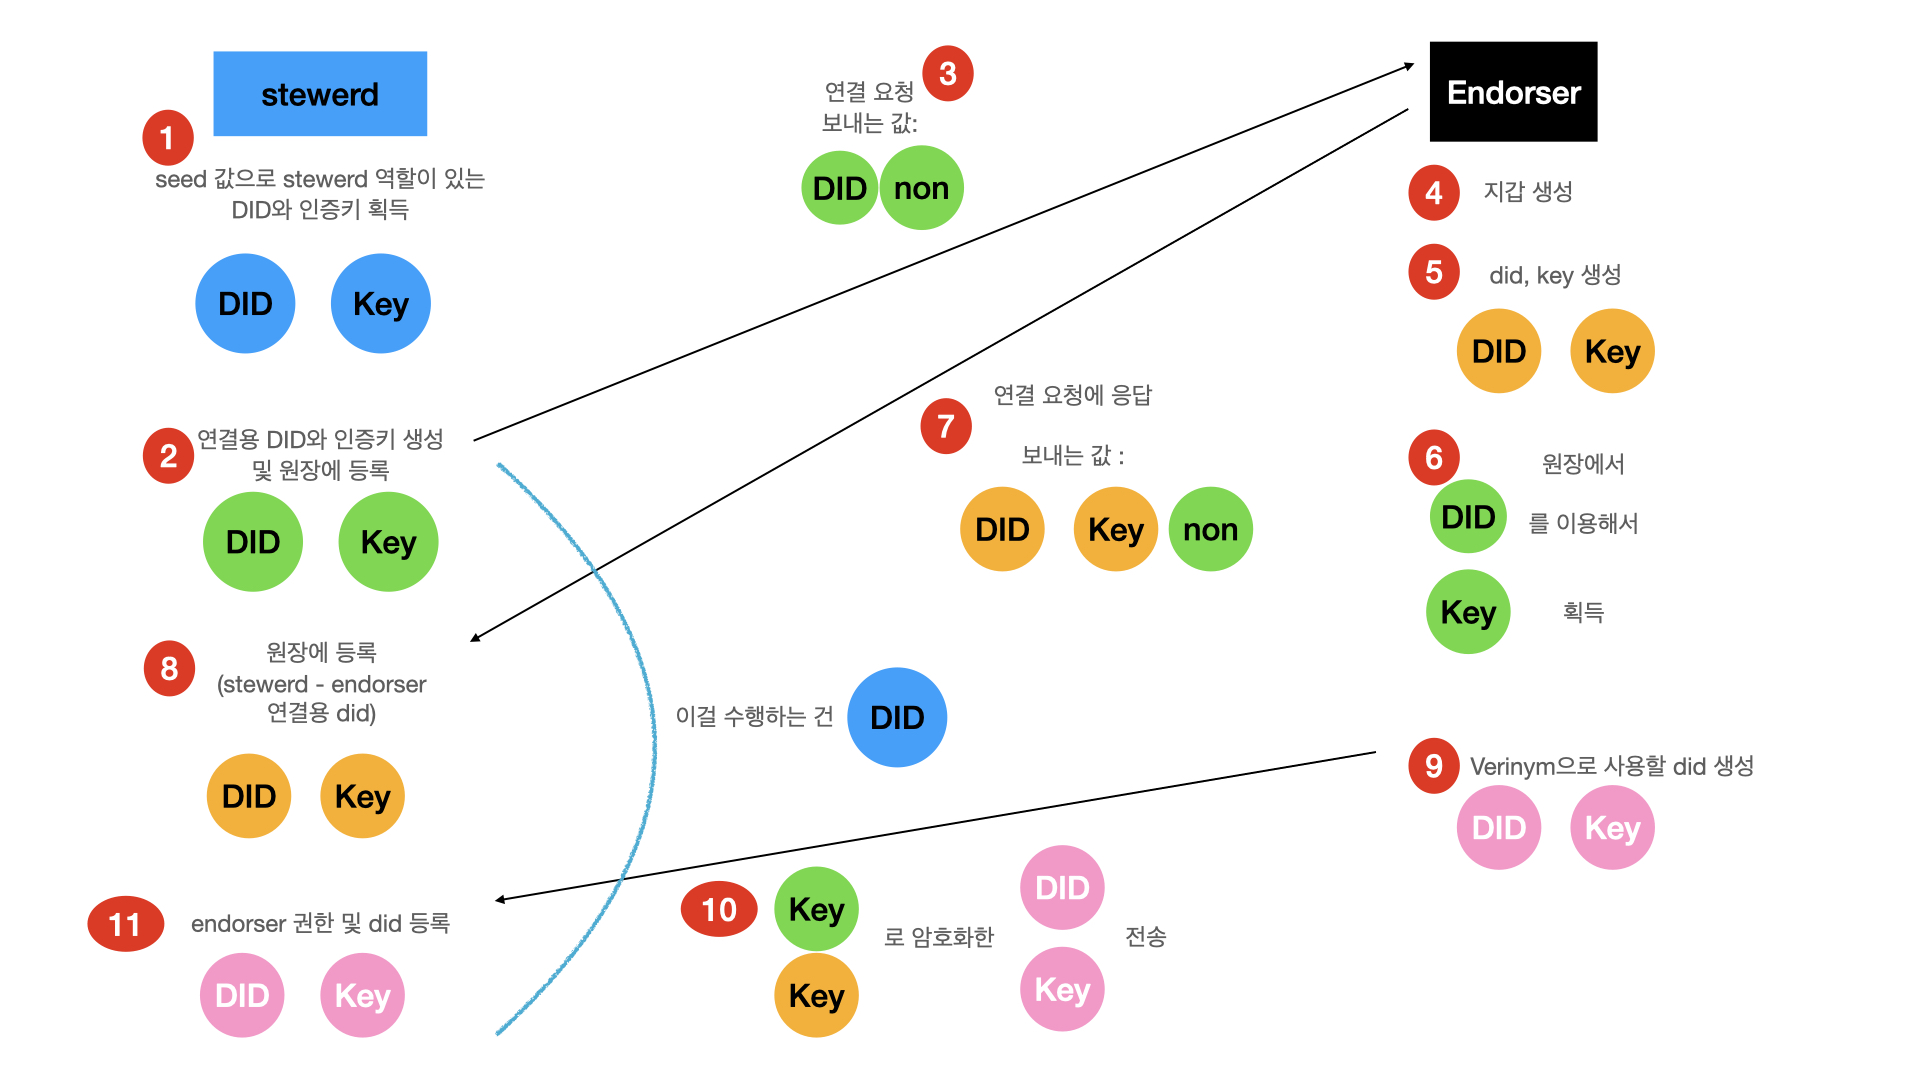 stewerd
1
seed 값으로 stewerd 역할이 있는
DID와 인증키 획득
DID
Key
2
연결용 DID와 인증키 생성
및 원장에 등록
DID
Key
3
연결 요청
보내는 값:
DID
non
Endorser
4
지갑 생성
5
did, key 생성
DID
Key
6
원장에서
DID
를 이용해서
Key
획득
7
연결 요청에 응답
보내는 값 :
DID
Key
non
8
원장에 등록
(stewerd - endorser
연결용 did)
DID
Key
이걸 수행하는 건
DID
9
Verinym으로 사용할 did 생성
DID
Key
10
Key
Key
로 암호화한
DID
Key
전송
11
endorser 권한 및 did 등록
DID
Key